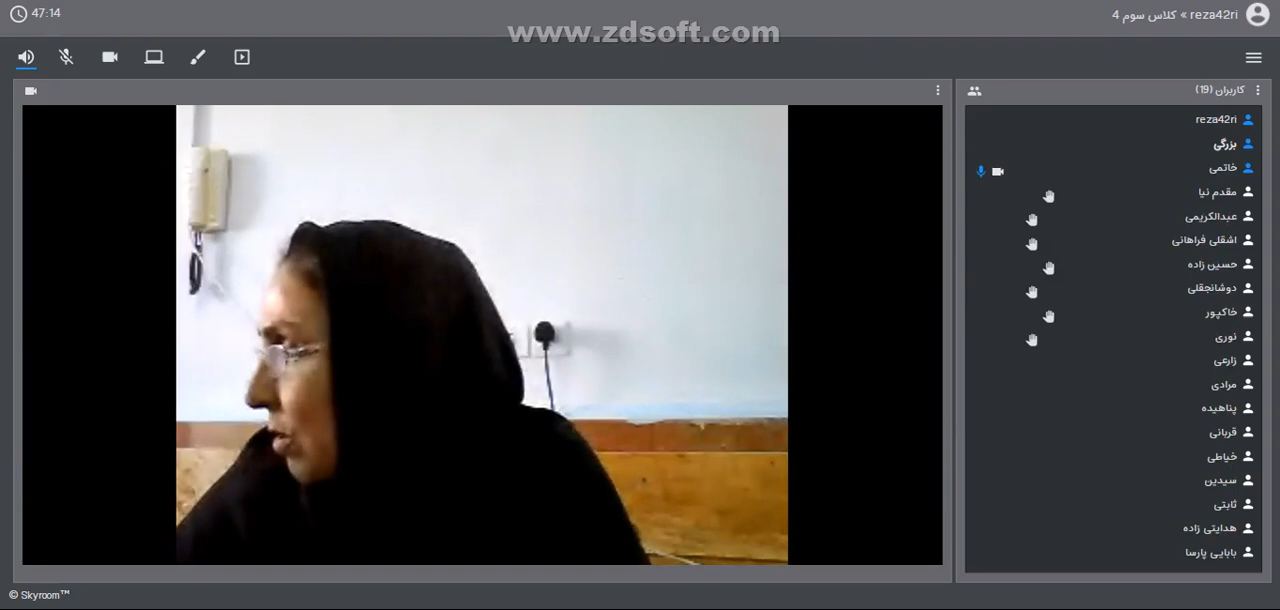 47:14
www.zdsoft.com
reza42ri » کلاس سوم 4
کاربران (19)
reza42ri
بزرگی
خاتمی
مقدم نیا
عبدالکریمی
اشقلی فراهانی
حسین زاده
دوشانجقلی
خاکپور
نوری
زارعی
مرادی
پناهیده
قربانی
خیاطی
سیدین
ثابتی
هدایتی زاده
بابایی پارسا
© Skyroom™